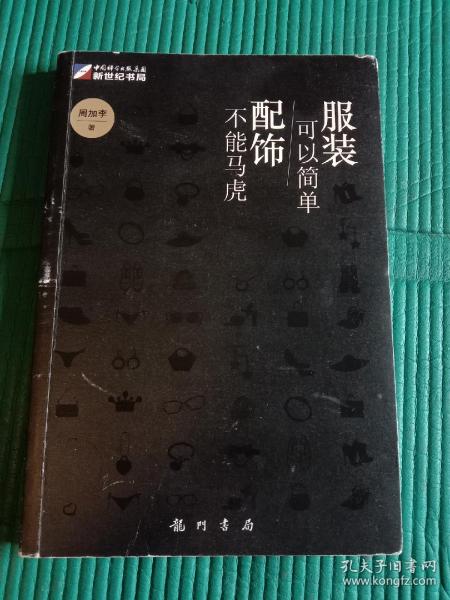 中国科学出版集团
新世纪书局
周加李
著
服装
可以简单
配饰
不能马虎
龍門書局
孔夫子旧书网
www.kongfz.com